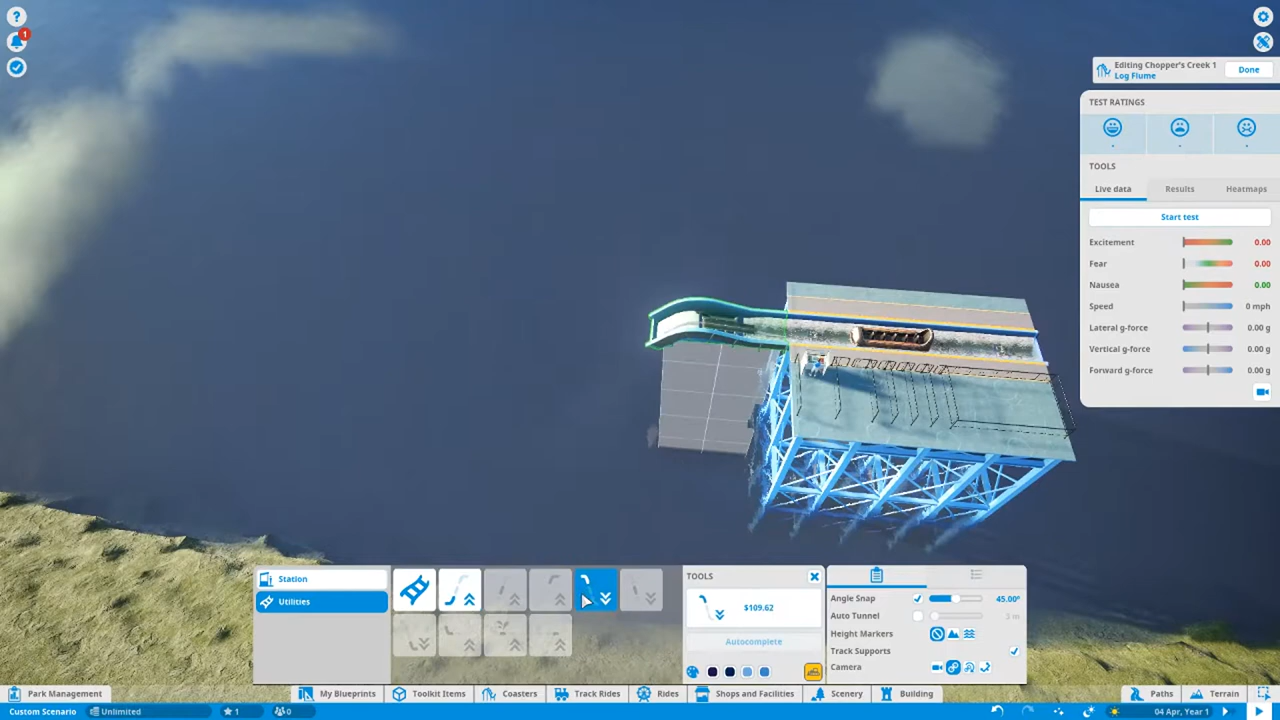 ?
1
Editing Chopper's Creek 1
Log Flume
Done
TEST RATINGS
TOOLS
Live data
Results
Heatmaps
Start test
Excitement 0.00
Fear 0.00
Nausea 0.00
Speed 0 mph
Lateral g-force 0.00 g
Vertical g-force 0.00 g
Forward g-force 0.00 g
Station
Utilities
TOOLS
$109.62
Autocomplete
Angle Snap 45.00°
Auto Tunnel 3 m
Height Markers
Track Supports
Camera
Park Management
My Blueprints
Toolkit Items
Coasters
Track Rides
Rides
Shops and Facilities
Scenery
Building
Paths
Terrain
Custom Scenario
Unlimited
1
0
04 Apr, Year 1